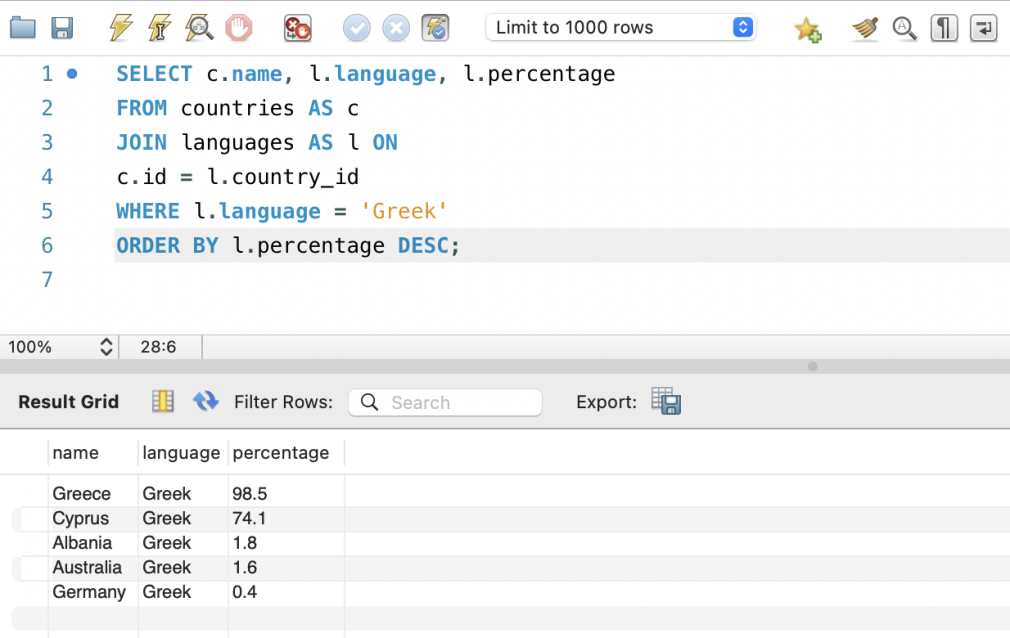 Limit to 1000 rows
1 SELECT c.name, l.language, l.percentage
2 FROM countries AS c
3 JOIN languages AS l ON
4 c.id = l.country_id
5 WHERE l.language = 'Greek'
6 ORDER BY l.percentage DESC;
7
100% 28:6
Result Grid Filter Rows: Search Export:
name language percentage
Greece Greek 98.5
Cyprus Greek 74.1
Albania Greek 1.8
Australia Greek 1.6
Germany Greek 0.4